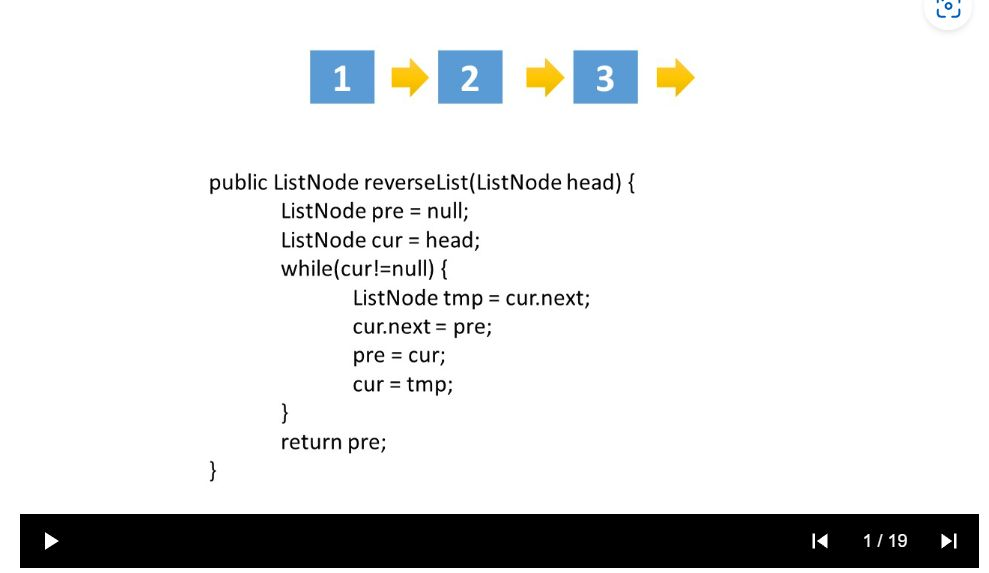 1 2 3
public ListNode reverseList(ListNode head) {
ListNode pre = null;
ListNode cur = head;
while(cur!=null) {
ListNode tmp = cur.next;
cur.next = pre;
pre = cur;
cur = tmp;
}
return pre;
}
1 / 19